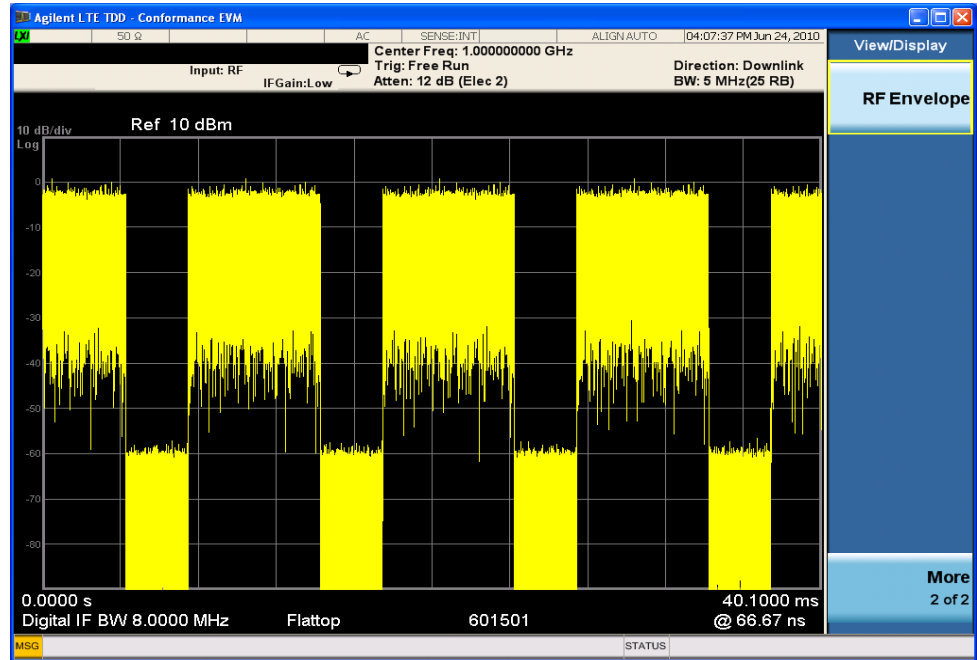 Agilent LTE TDD - Conformance EVM
LXI 50 Ω AC SENSE:INT ALIGN AUTO 04:07:37 PM Jun 24, 2010
View/Display
Center Freq: 1.000000000 GHz
Input: RF Trig: Free Run Direction: Downlink
IFGain:Low Atten: 12 dB (Elec 2) BW: 5 MHz(25 RB)
RF Envelope
10 dB/div Ref 10 dBm
Log
0
-10
-20
-30
-40
-50
-60
-70
-80
More
2 of 2
0.0000 s 40.1000 ms
Digital IF BW 8.0000 MHz Flattop 601501 @ 66.67 ns
MSG STATUS